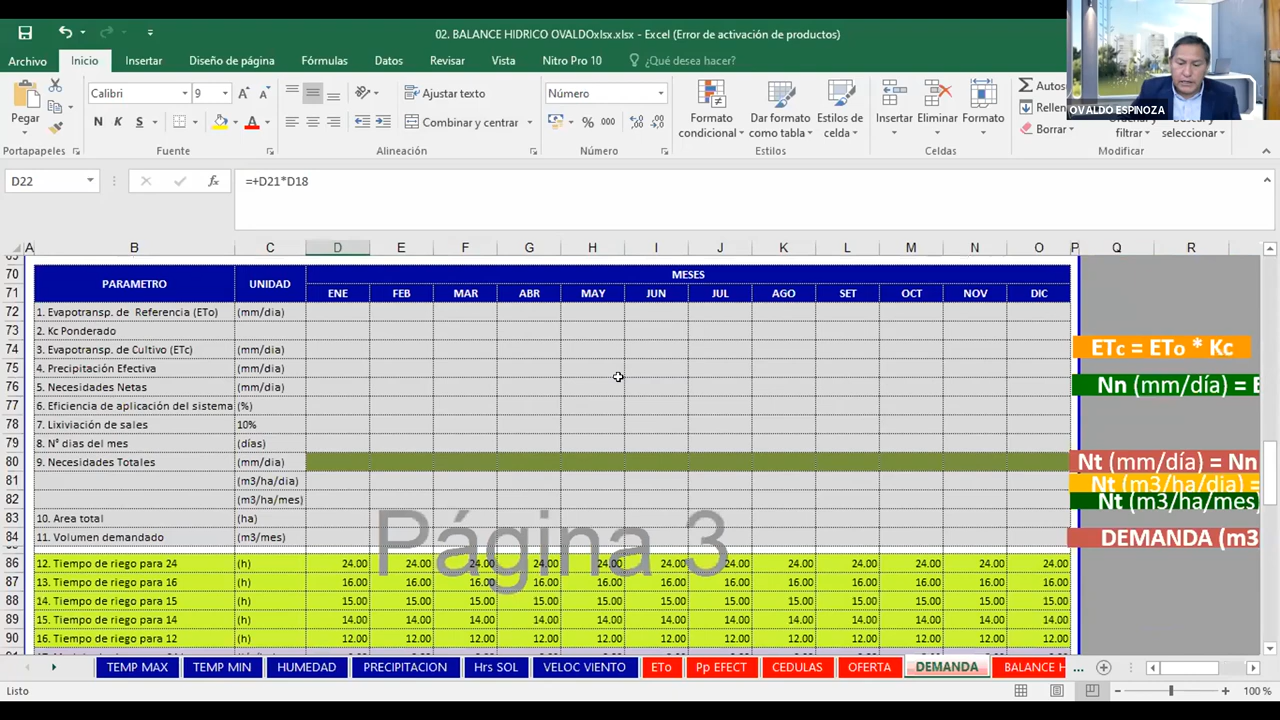 02. BALANCE HIDRICO OVALDOxlsx.xlsx - Excel (Error de activación de productos)
Archivo Inicio Insertar Diseño de página Fórmulas Datos Revisar Vista Nitro Pro 10 ¿Qué desea hacer?
OVALDO ESPINOZA
Pegar
Calibri 9
N K S
Ajustar texto
Combinar y centrar
Número
% 000
Formato condicional
Dar formato como tabla
Estilos de celda
Insertar Eliminar Formato
Autos
Rellen
Borrar
filtrar
seleccionar
Portapapeles Fuente Alineación Número Estilos Celdas Modificar
D22 fx =+D21*D18
A B C D E F G H I J K L M N O P Q R
70 PARAMETRO UNIDAD MESES
71 ENE FEB MAR ABR MAY JUN JUL AGO SET OCT NOV DIC
72 1. Evapotransp. de Referencia (ETo) (mm/dia)
73 2. Kc Ponderado
74 3. Evapotransp. de Cultivo (ETc) (mm/dia) ETc = ETo * Kc
75 4. Precipitación Efectiva (mm/dia)
76 5. Necesidades Netas (mm/dia) Nn (mm/día) = E
77 6. Eficiencia de aplicación del sistema (%)
78 7. Lixiviación de sales 10%
79 8. N° dias del mes (días)
80 9. Necesidades Totales (mm/dia) Nt (mm/día) = Nn
81 (m3/ha/dia) Nt (m3/ha/dia) =
82 (m3/ha/mes) Nt (m3/ha/mes)
83 10. Area total (ha)
84 11. Volumen demandado (m3/mes) DEMANDA (m3
Página 3
86 12. Tiempo de riego para 24 (h) 24.00 24.00 24.00 24.00 24.00 24.00 24.00 24.00 24.00 24.00 24.00 24.00
87 13. Tiempo de riego para 16 (h) 16.00 16.00 16.00 16.00 16.00 16.00 16.00 16.00 16.00 16.00 16.00 16.00
88 14. Tiempo de riego para 15 (h) 15.00 15.00 15.00 15.00 15.00 15.00 15.00 15.00 15.00 15.00 15.00 15.00
89 15. Tiempo de riego para 14 (h) 14.00 14.00 14.00 14.00 14.00 14.00 14.00 14.00 14.00 14.00 14.00 14.00
90 16. Tiempo de riego para 12 (h) 12.00 12.00 12.00 12.00 12.00 12.00 12.00 12.00 12.00 12.00 12.00 12.00
TEMP MAX TEMP MIN HUMEDAD PRECIPITACION Hrs SOL VELOC VIENTO ETo Pp EFECT CEDULAS OFERTA DEMANDA BALANCE H ...
Listo 100 %